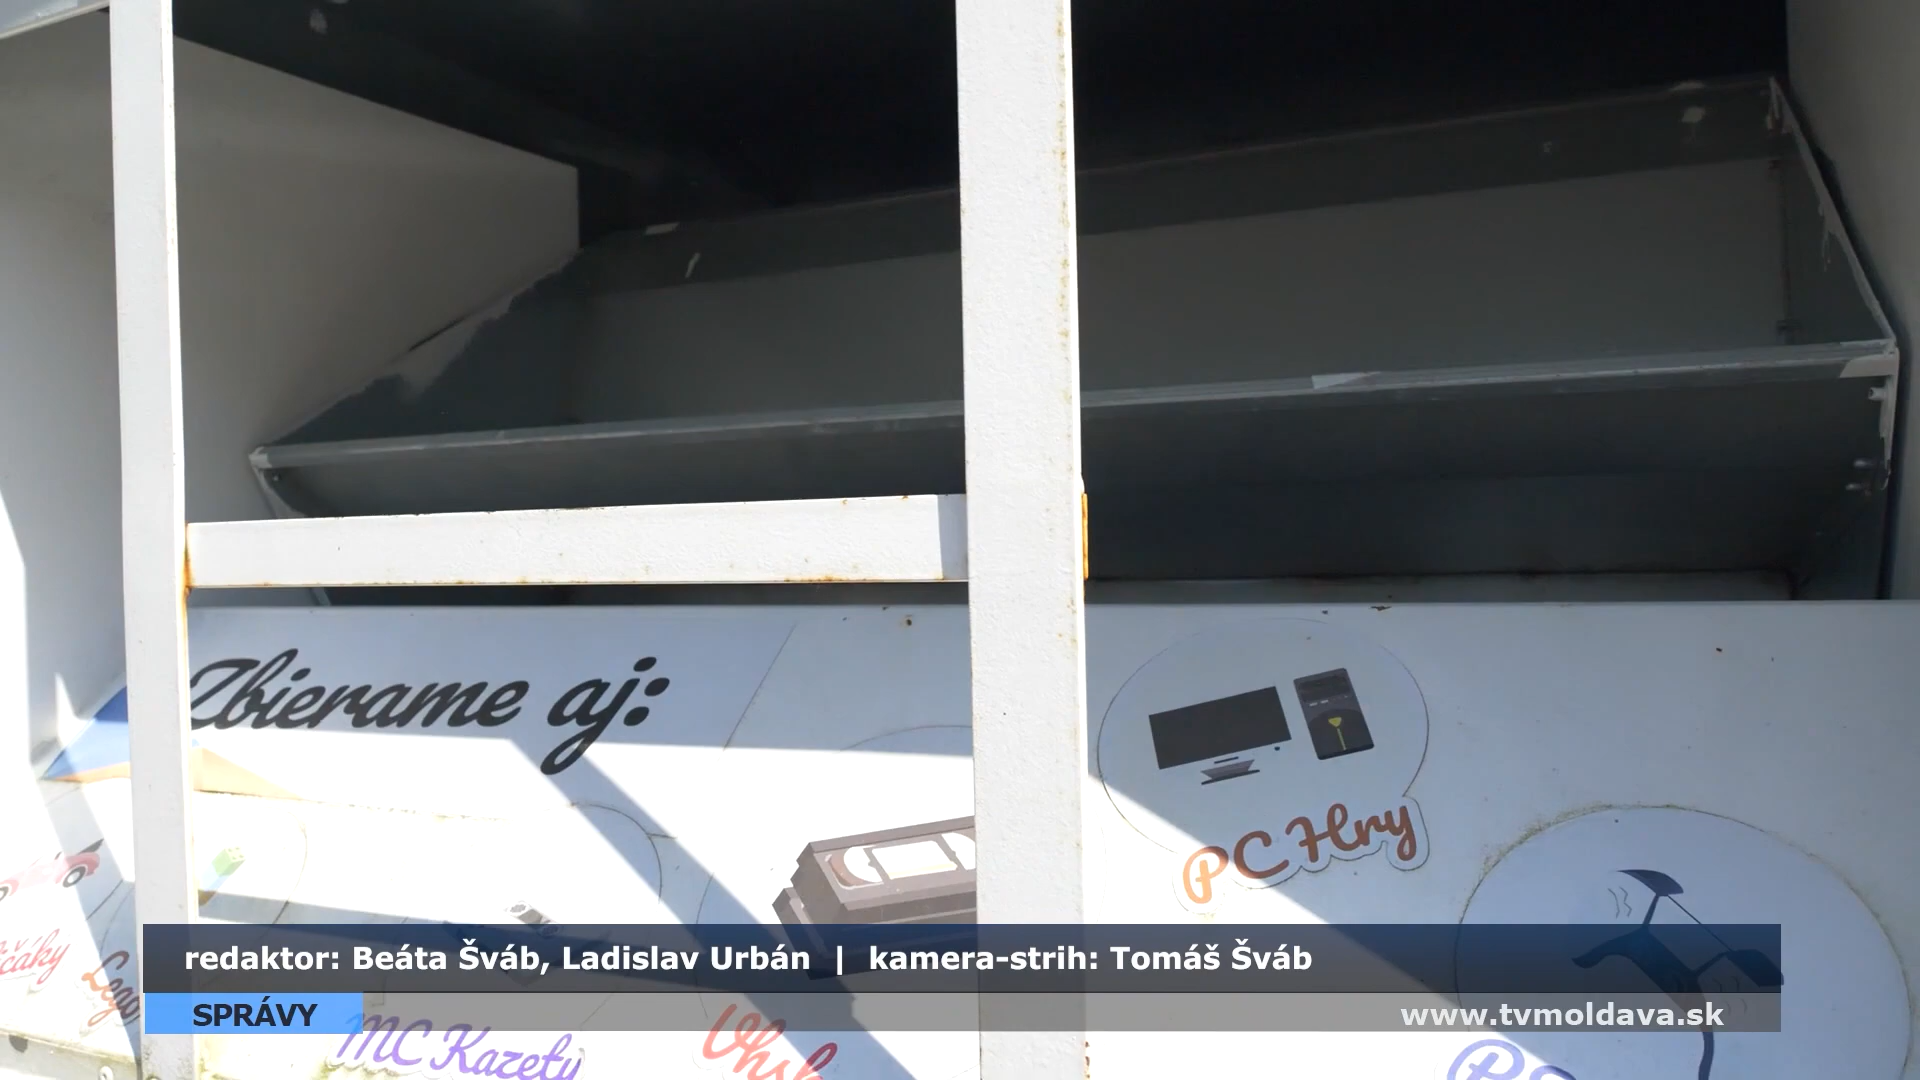 Zbierame aj:
PC Hry
Lego
MC Kazety
redaktor: Beáta Šváb, Ladislav Urbán | kamera-strih: Tomáš Šváb
SPRÁVY
www.tvmoldava.sk